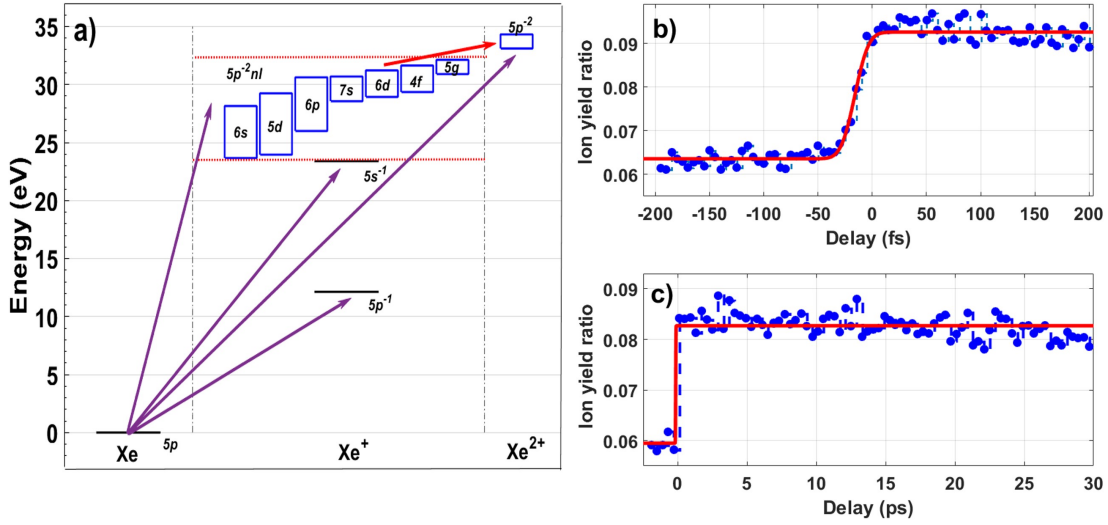 a)
Energy (eV)
35
30
25
20
15
10
5
0
5p⁻²
5p⁻²nl
6s
5d
6p
7s
6d
4f
5g
5s⁻¹
5p⁻¹
5p
Xe
Xe⁺
Xe²⁺
b)
Ion yield ratio
0.09
0.08
0.07
0.06
-200 -150 -100 -50 0 50 100 150 200
Delay (fs)
c)
Ion yield ratio
0.09
0.08
0.07
0.06
0 5 10 15 20 25 30
Delay (ps)